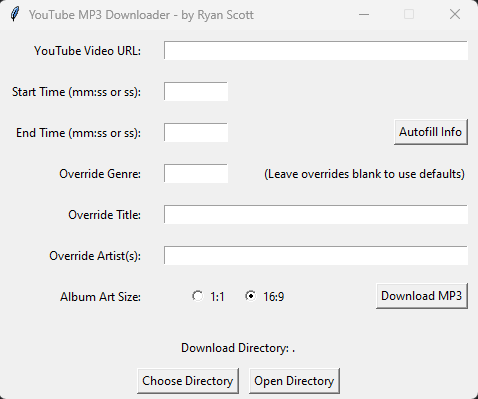 YouTube MP3 Downloader - by Ryan Scott
YouTube Video URL:
Start Time (mm:ss or ss):
End Time (mm:ss or ss):
Autofill Info
Override Genre:
(Leave overrides blank to use defaults)
Override Title:
Override Artist(s):
Album Art Size:
1:1
16:9
Download MP3
Download Directory: .
Choose Directory
Open Directory